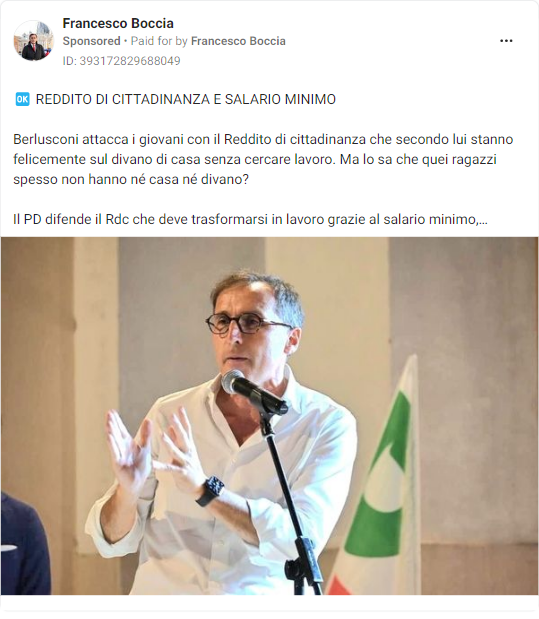 Francesco Boccia
Sponsored • Paid for by Francesco Boccia
ID: 393172829688049
🆗 REDDITO DI CITTADINANZA E SALARIO MINIMO
Berlusconi attacca i giovani con il Reddito di cittadinanza che secondo lui stanno
felicemente sul divano di casa senza cercare lavoro. Ma lo sa che quei ragazzi
spesso non hanno né casa né divano?
Il PD difende il Rdc che deve trasformarsi in lavoro grazie al salario minimo,...